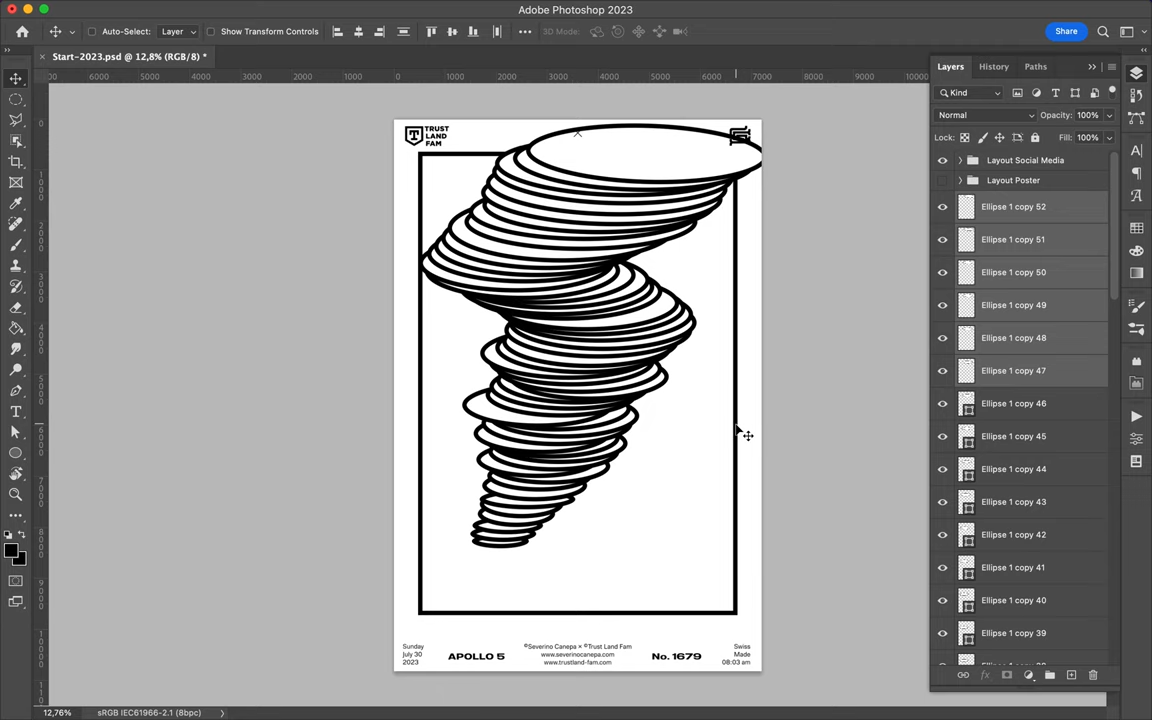 Adobe Photoshop 2023
Auto-Select:
Layer
Show Transform Controls
3D Mode:
Share
Start-2023.psd @ 12,8% (RGB/8) *
6000
5000
4000
3000
2000
1000
0
1000
2000
3000
4000
5000
6000
7000
8000
9000
10000
Layers
History
Paths
Kind
Normal
Opacity: 100%
Lock:
Fill: 100%
Layout Social Media
Layout Poster
Ellipse 1 copy 52
Ellipse 1 copy 51
Ellipse 1 copy 50
Ellipse 1 copy 49
Ellipse 1 copy 48
Ellipse 1 copy 47
Ellipse 1 copy 46
Ellipse 1 copy 45
Ellipse 1 copy 44
Ellipse 1 copy 43
Ellipse 1 copy 42
Ellipse 1 copy 41
Ellipse 1 copy 40
Ellipse 1 copy 39
TRUST
LAND
FAM
Sunday
July 30
2023
APOLLO 5
©Severino Canepa × ©Trust Land Fam
www.severinocanepa.com
www.trustland-fam.com
No. 1679
Swiss
Made
08:03 am
12,76%
sRGB IEC61966-2.1 (8bpc)